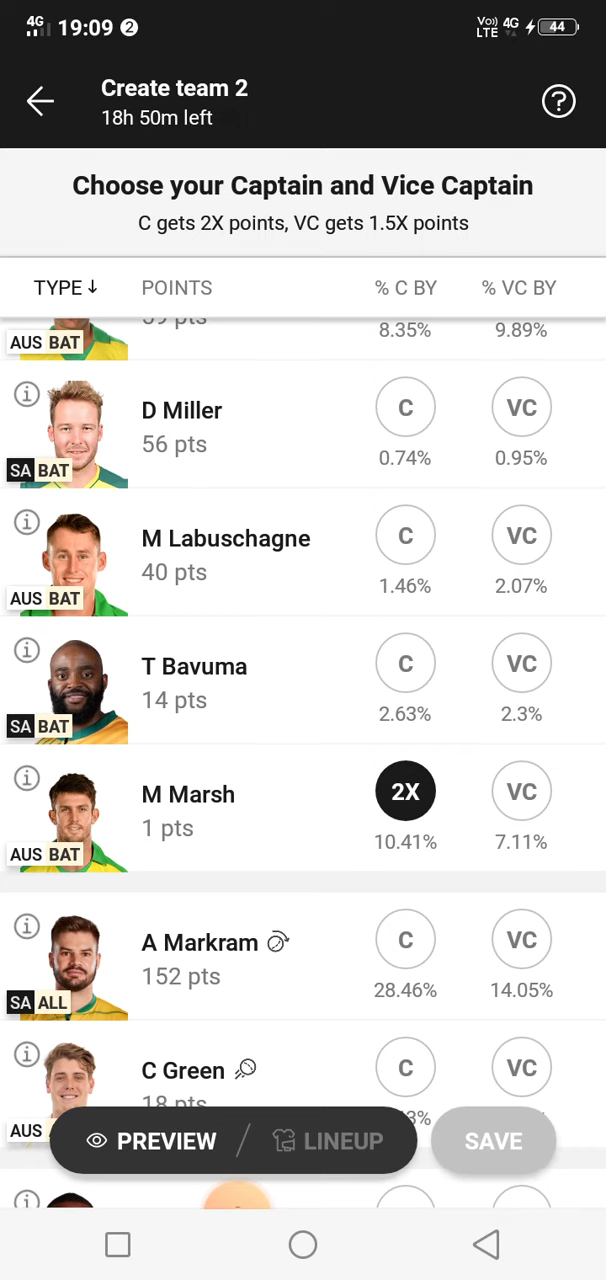 4G 19:09 2 Vo) 4G 44
LTE
Create team 2
18h 50m left
?
Choose your Captain and Vice Captain
C gets 2X points, VC gets 1.5X points
TYPE↓ POINTS % C BY % VC BY
pts
AUS BAT 8.35% 9.89%
D Miller C VC
56 pts
SA BAT 0.74% 0.95%
M Labuschagne C VC
40 pts
AUS BAT 1.46% 2.07%
T Bavuma C VC
14 pts
SA BAT 2.63% 2.3%
M Marsh 2X VC
1 pts
AUS BAT 10.41% 7.11%
A Markram C VC
152 pts
SA ALL 28.46% 14.05%
C Green C VC
18 pts
AUS 3%
PREVIEW / LINEUP SAVE